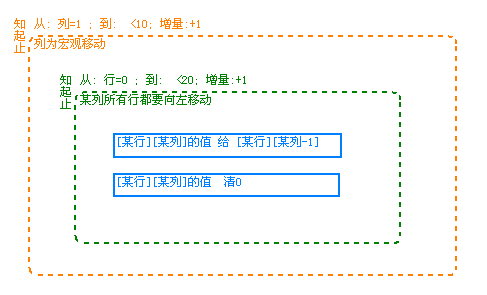 知起止 从: 列=1 ; 到: <10; 增量:+1
列为宏观移动
知起止 从: 行=0 ; 到: <20; 增量:+1
某列所有行都要向左移动
[某行][某列]的值 给 [某行][某列-1]
[某行][某列]的值 清0